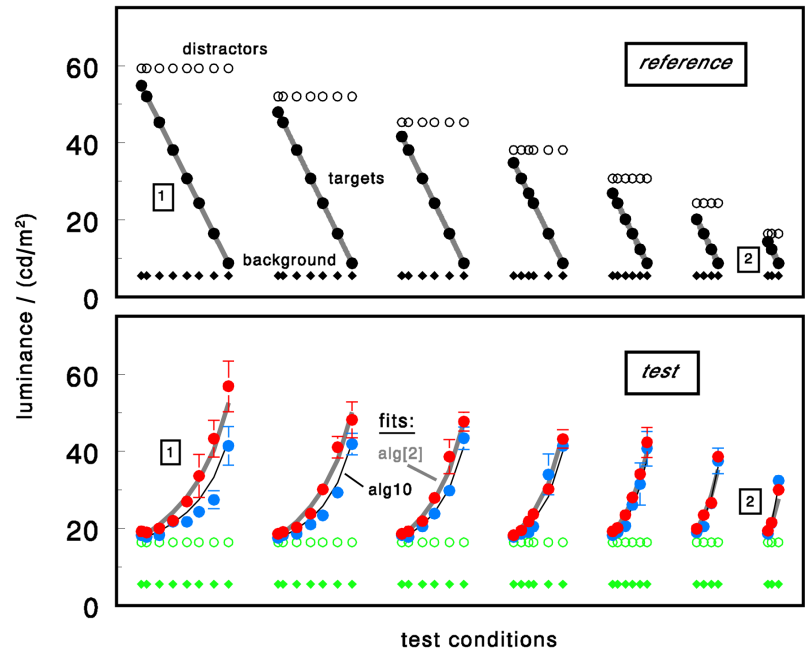 distractors
60
reference
40
targets
1
20
background
2
0
luminance / (cd/m²)
60
test
fits:
1
40
alg[2]
alg10
2
20
0
test conditions